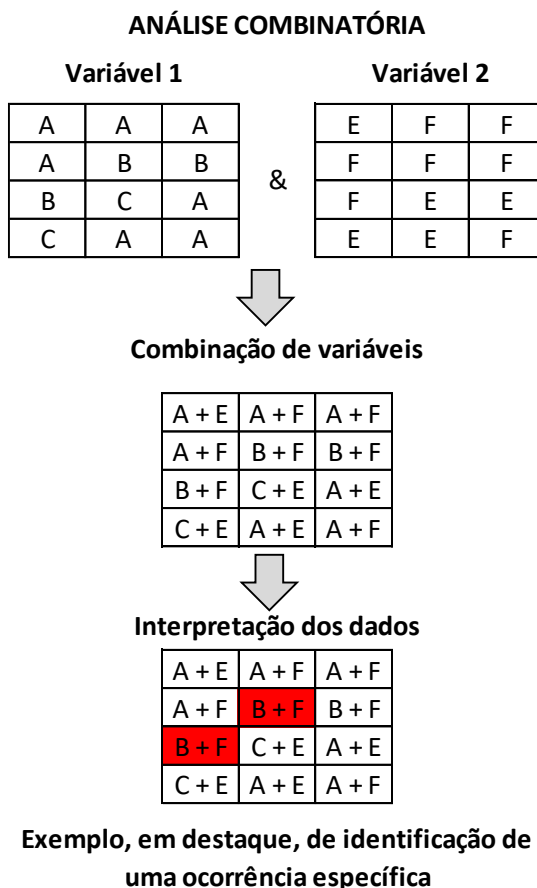 ANÁLISE COMBINATÓRIA
Variável 1 Variável 2
A A A E F F
A B B F F F
&
B C A F E E
C A A E E F
Combinação de variáveis
A + E A + F A + F
A + F B + F B + F
B + F C + E A + E
C + E A + E A + F
Interpretação dos dados
A + E A + F A + F
A + F B + F B + F
B + F C + E A + E
C + E A + E A + F
Exemplo, em destaque, de identificação de
uma ocorrência específica